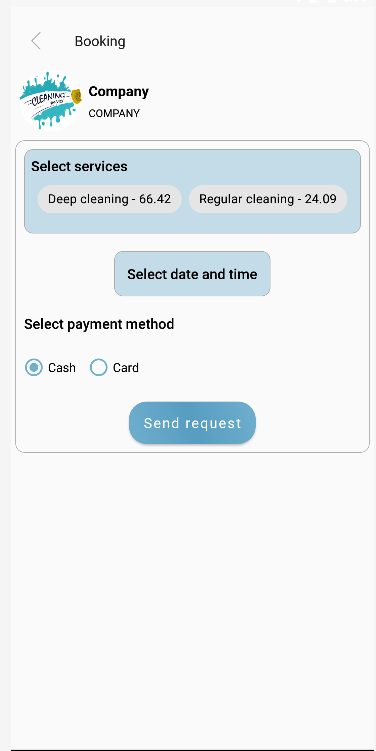 Booking
CLEANING
Company
COMPANY
Select services
Deep cleaning - 66.42 Regular cleaning - 24.09
Select date and time
Select payment method
Cash Card
Send request